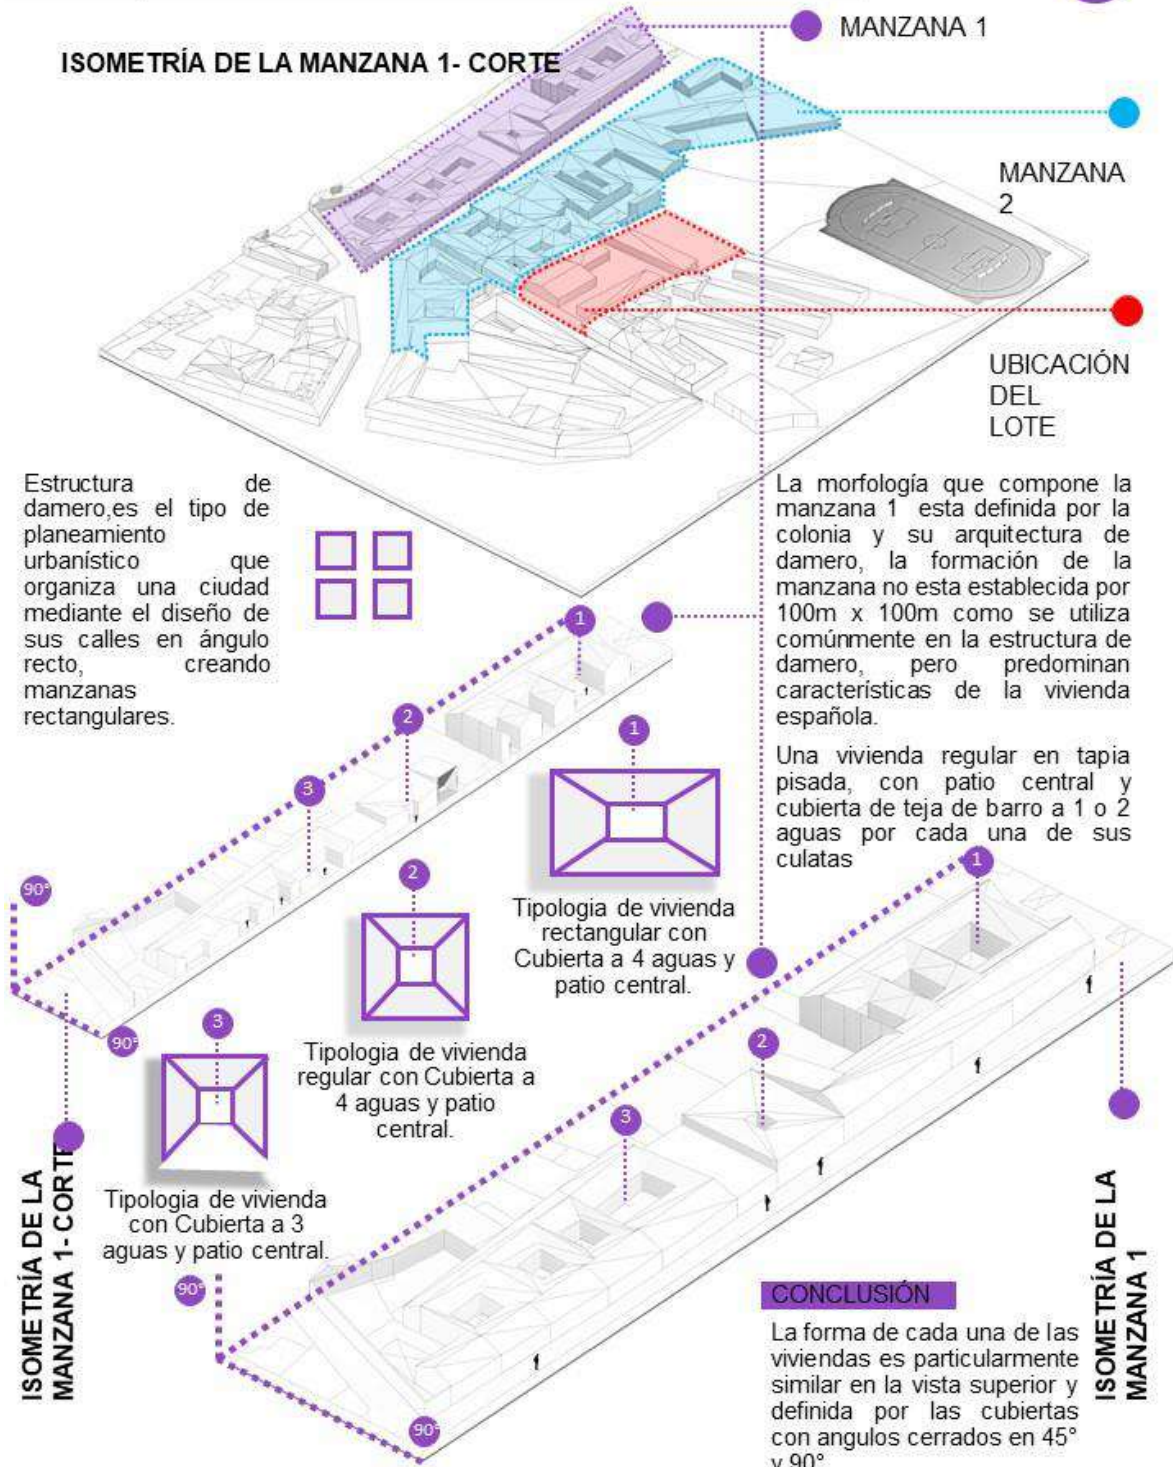 MANZANA 1
ISOMETRÍA DE LA MANZANA 1- CORTE
MANZANA
2
UBICACIÓN
DEL
LOTE
Estructura de
damero,es el tipo de
planeamiento
urbanístico que
organiza una ciudad
mediante el diseño de
sus calles en ángulo
recto, creando
manzanas
rectangulares.
La morfología que compone la
manzana 1 esta definida por la
colonia y su arquitectura de
damero, la formación de la
manzana no esta establecida por
100m x 100m como se utiliza
comúnmente en la estructura de
damero, pero predominan
características de la vivienda
española.
Una vivienda regular en tapia
pisada, con patio central y
cubierta de teja de barro a 1 o 2
aguas por cada una de sus
culatas
1
2
3
90°
90°
1
Tipologia de vivienda
rectangular con
Cubierta a 4 aguas y
patio central.
2
Tipologia de vivienda
regular con Cubierta a
4 aguas y patio
central.
3
Tipologia de vivienda
con Cubierta a 3
aguas y patio central.
ISOMETRÍA DE LA
MANZANA 1- CORTE
1
2
3
90°
90°
ISOMETRÍA DE LA
MANZANA 1
CONCLUSIÓN
La forma de cada una de las
viviendas es particularmente
similar en la vista superior y
definida por las cubiertas
con angulos cerrados en 45°
y 90°